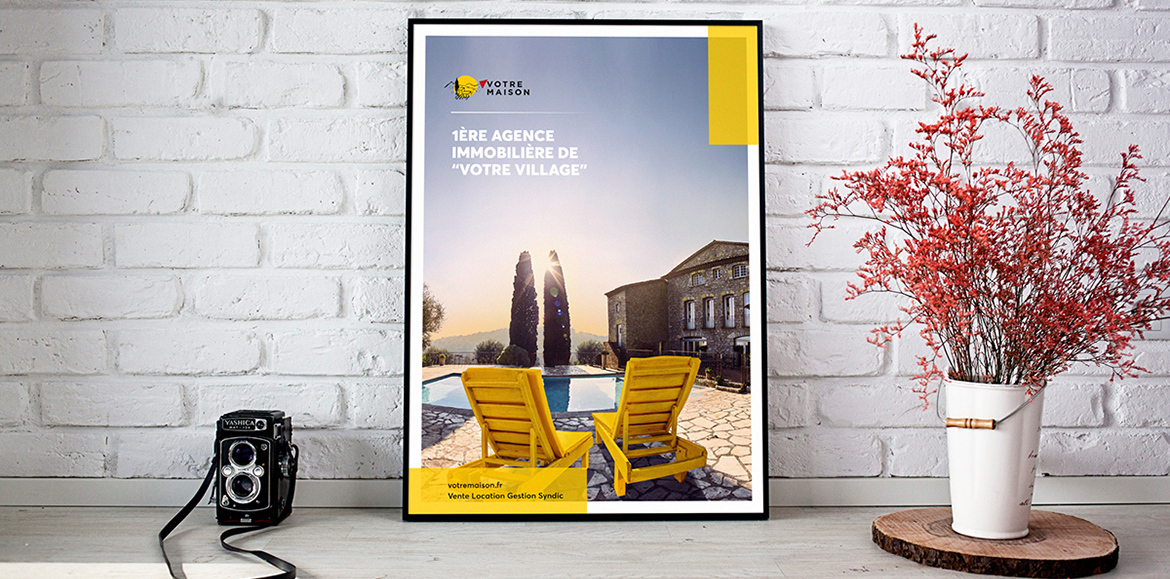 VOTRE
MAISON
1ÈRE AGENCE
IMMOBILIÈRE DE
“VOTRE VILLAGE”
votremaison.fr
Vente Location Gestion Syndic
YASHICA